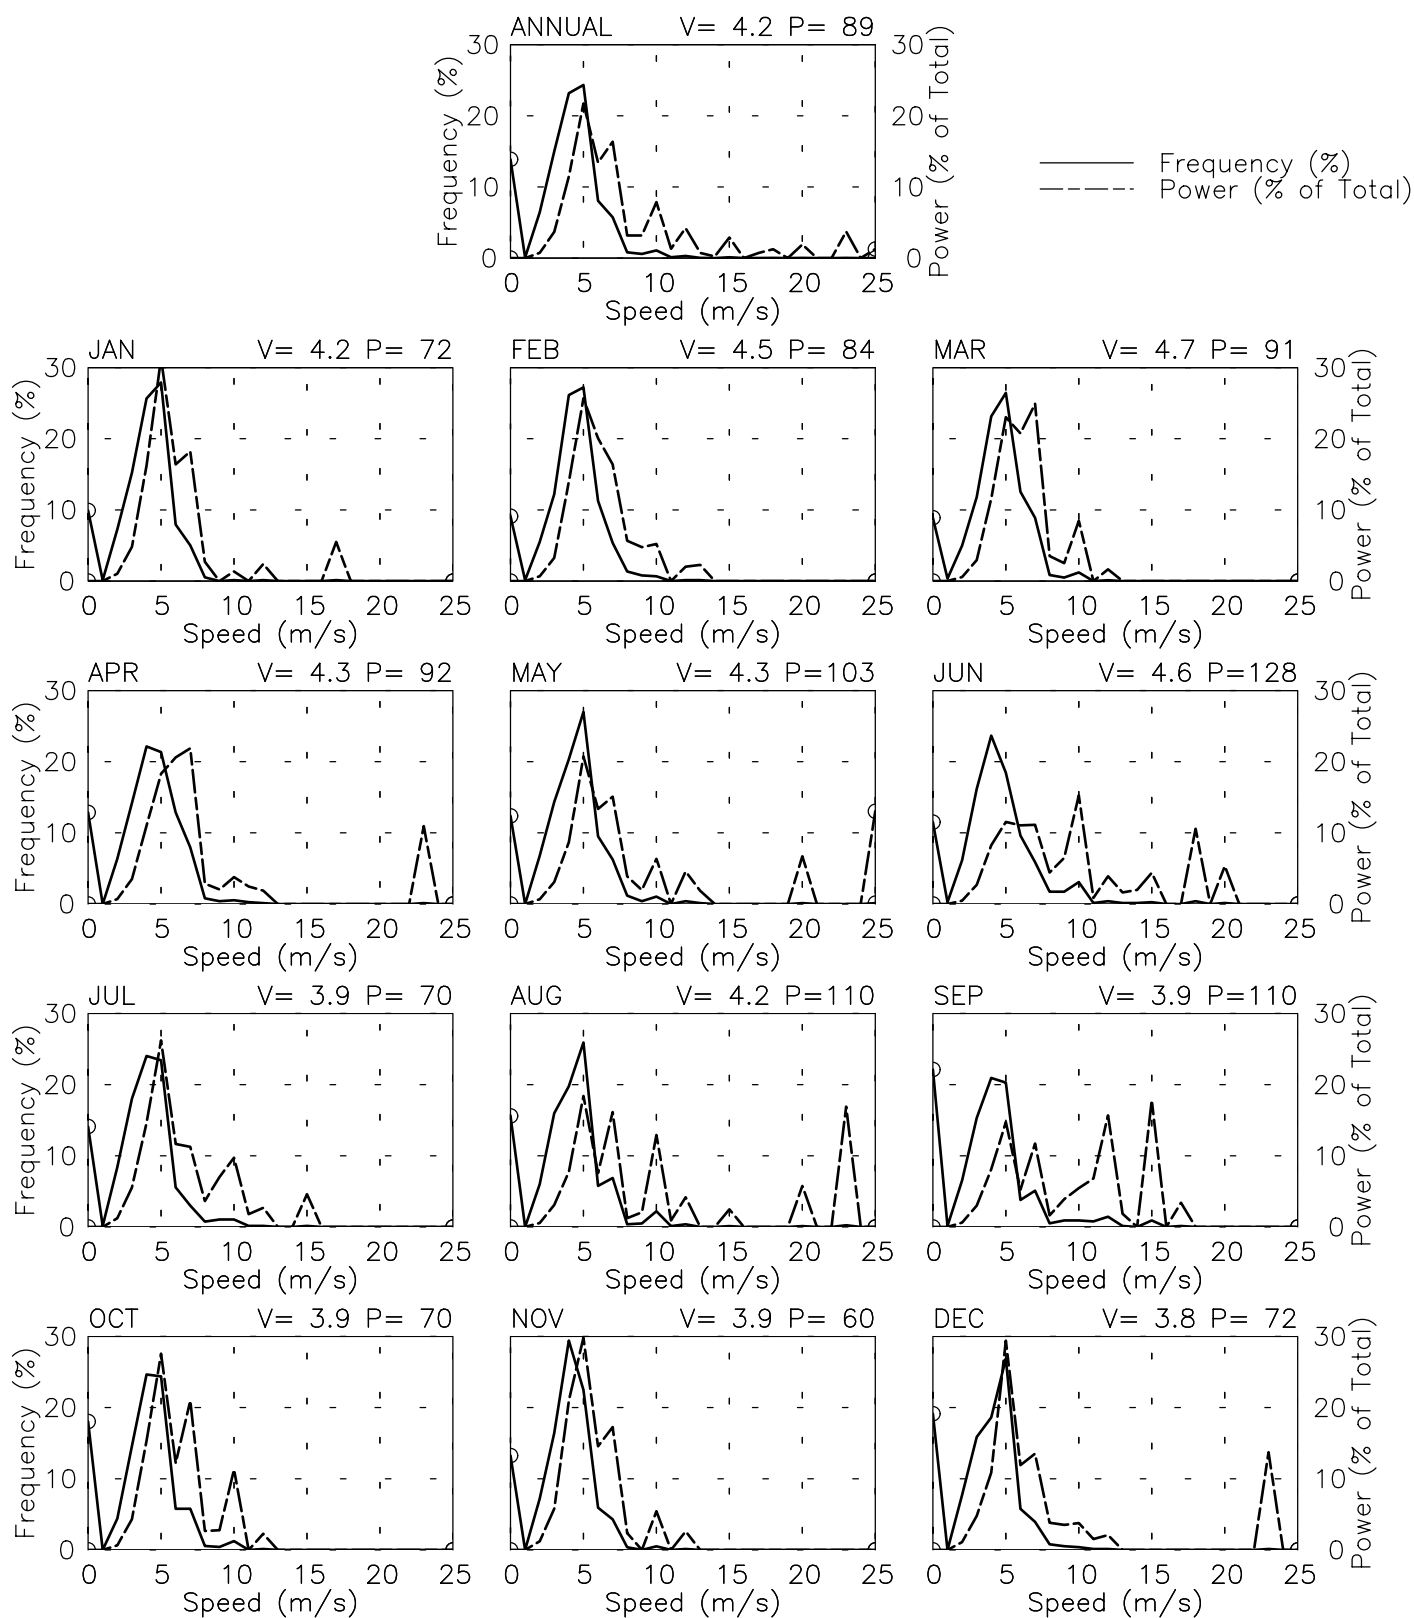 ANNUAL V= 4.2 P= 89
30 20 10 0
Frequency (%)
30 20 10 0
Power (% of Total)
0 5 10 15 20 25
Speed (m/s)
Frequency (%)
Power (% of Total)
JAN V= 4.2 P= 72
30 20 10 0
Frequency (%)
0 5 10 15 20 25
Speed (m/s)
FEB V= 4.5 P= 84
0 5 10 15 20 25
Speed (m/s)
MAR V= 4.7 P= 91
30 20 10 0
Power (% of Total)
0 5 10 15 20 25
Speed (m/s)
APR V= 4.3 P= 92
30 20 10 0
Frequency (%)
0 5 10 15 20 25
Speed (m/s)
MAY V= 4.3 P=103
0 5 10 15 20 25
Speed (m/s)
JUN V= 4.6 P=128
30 20 10 0
Power (% of Total)
0 5 10 15 20 25
Speed (m/s)
JUL V= 3.9 P= 70
30 20 10 0
Frequency (%)
0 5 10 15 20 25
Speed (m/s)
AUG V= 4.2 P=110
0 5 10 15 20 25
Speed (m/s)
SEP V= 3.9 P=110
30 20 10 0
Power (% of Total)
0 5 10 15 20 25
Speed (m/s)
OCT V= 3.9 P= 70
30 20 10 0
Frequency (%)
0 5 10 15 20 25
Speed (m/s)
NOV V= 3.9 P= 60
0 5 10 15 20 25
Speed (m/s)
DEC V= 3.8 P= 72
30 20 10 0
Power (% of Total)
0 5 10 15 20 25
Speed (m/s)